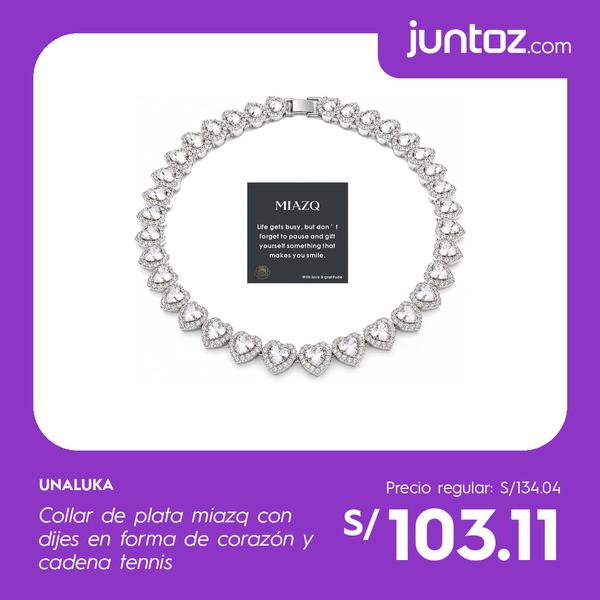 juntoz.com
MIAZQ
Life gets busy, but don't
forget to pause and gift
yourself something that
makes you smile.
With love & gratitude
UNALUKA
Collar de plata miazq con
dijes en forma de corazón y
cadena tennis
Precio regular: S/134.04
S/103.11